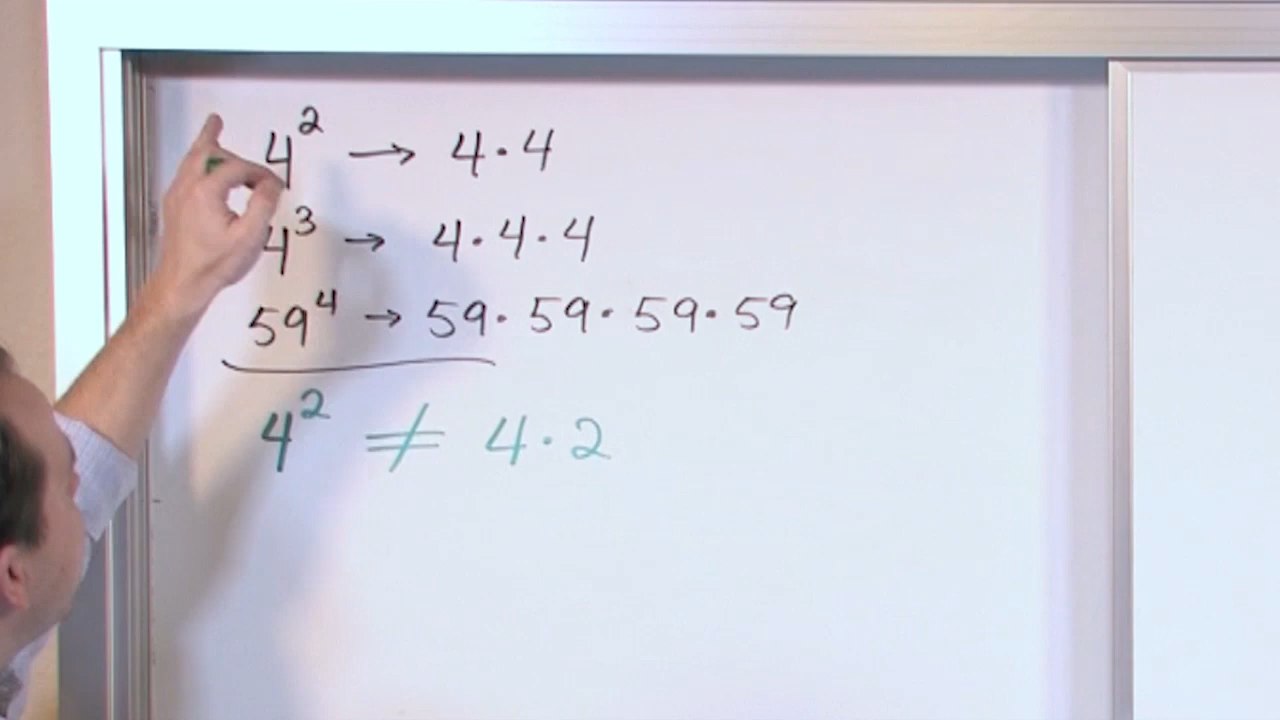 4² → 4·4
4³ → 4·4·4
59⁴ → 59·59·59·59
4² ≠ 4·2